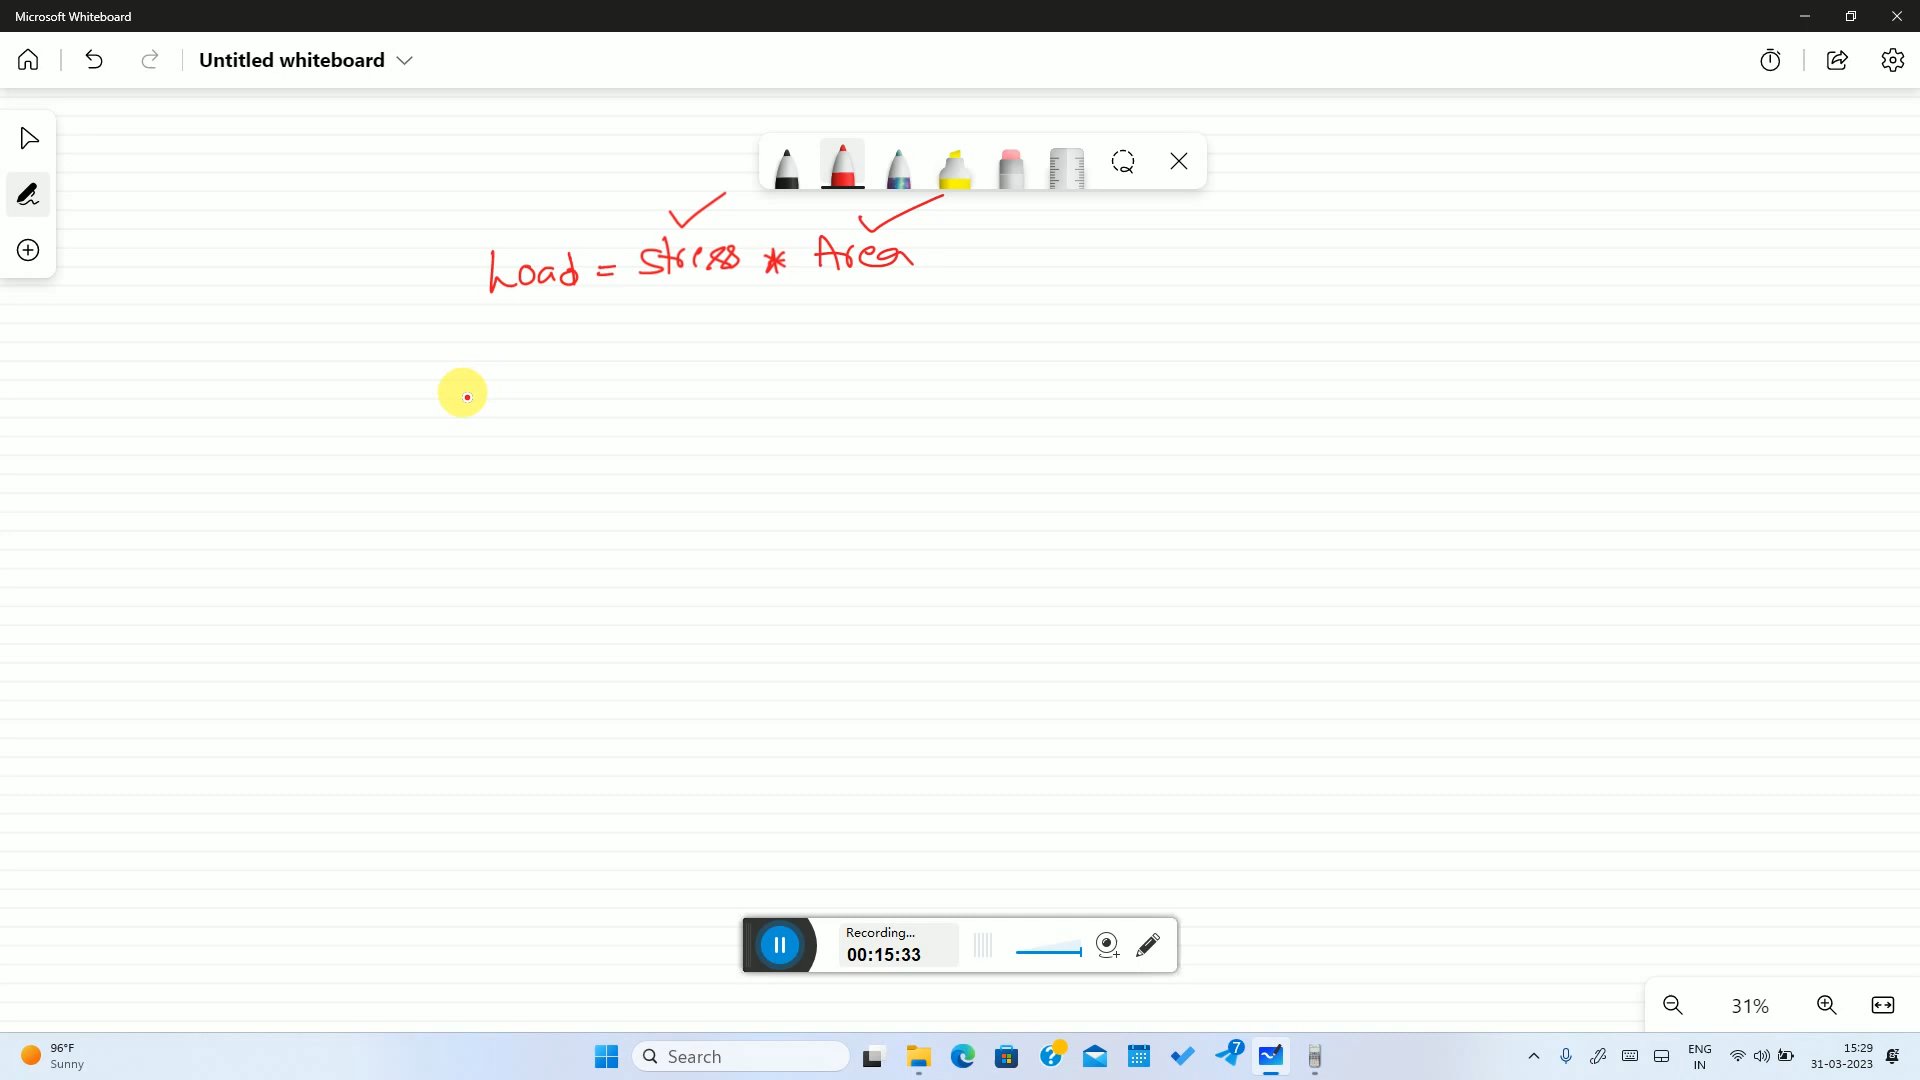 Microsoft Whiteboard
Untitled whiteboard
Load = Stress * Area
Recording...
00:15:33
31%
96°F
Sunny
Search
7
ENG
IN
15:29
31-03-2023